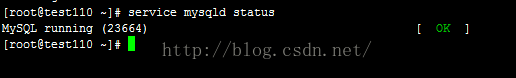 [root@test110 ~]# service mysqld status
MySQL running (23664) [ OK ]
[root@test110 ~]#
http://blog.csdn.net/